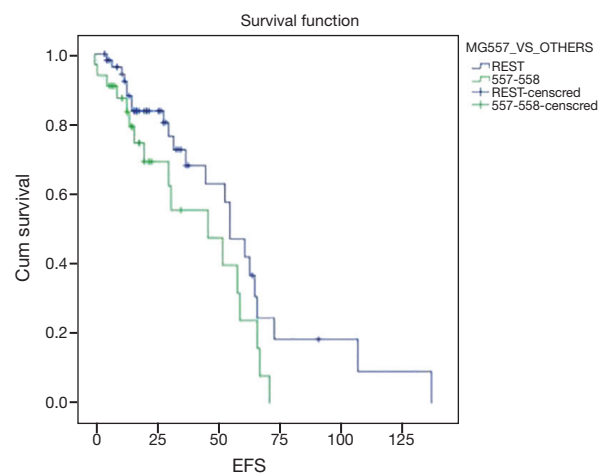 Survival function
MG557_VS_OTHERS
REST
557-558
REST-censcred
557-558-censcred
1.0
0.8
0.6
0.4
0.2
0.0
Cum survival
0 25 50 75 100 125
EFS